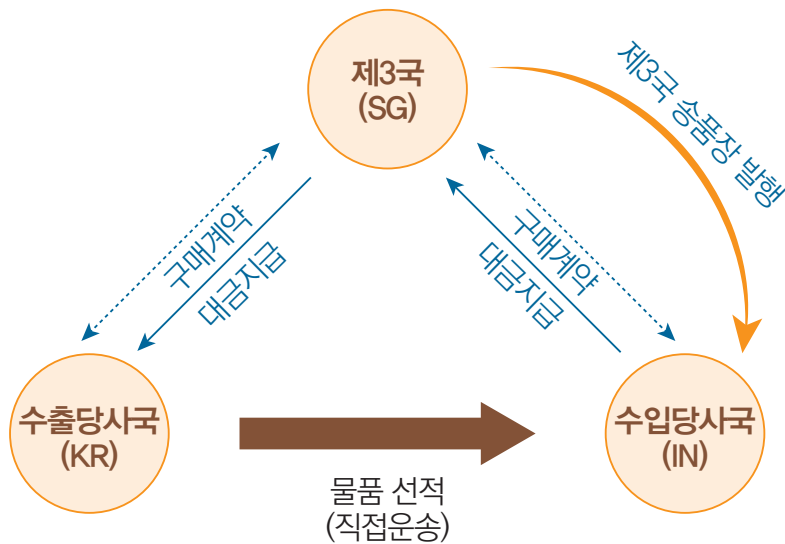 제3국
(SG)
제3국 송품장 발행
구매계약
대금지급
구매계약
대금지급
수출당사국
(KR)
수입당사국
(IN)
물품 선적
(직접운송)